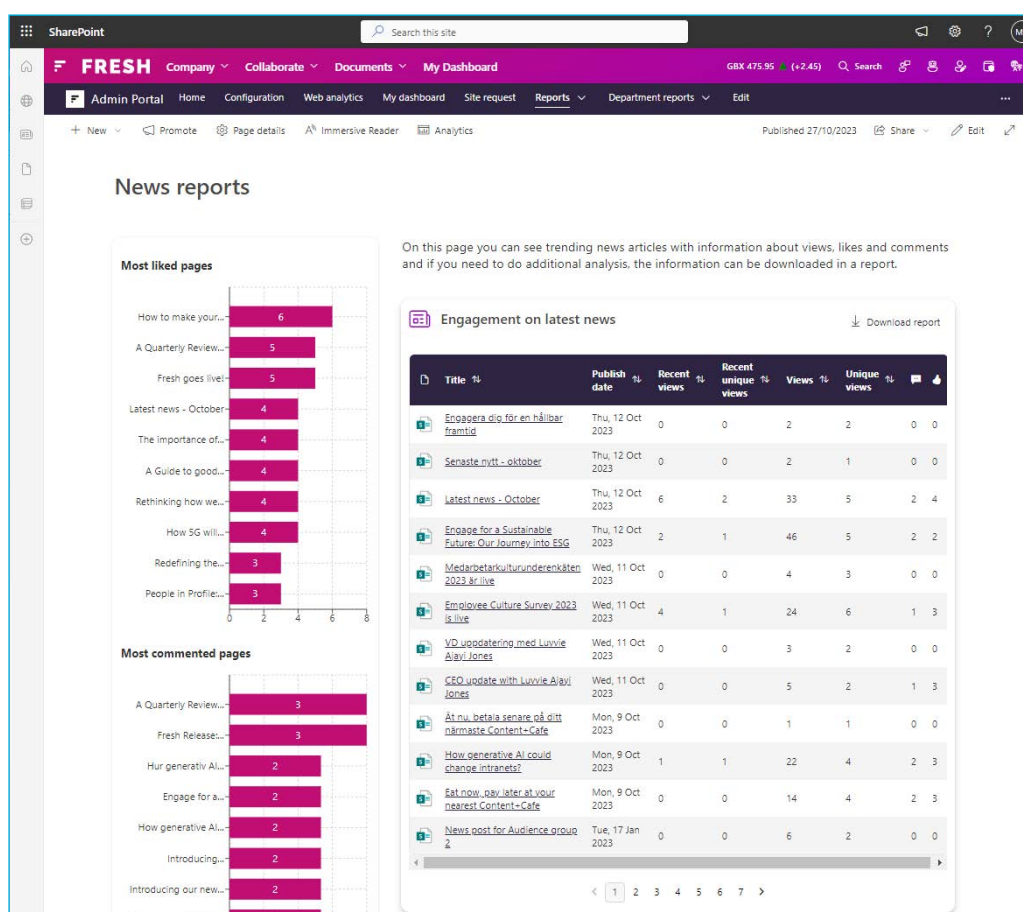 SharePoint
Search this site
FRESH Company Collaborate Documents My Dashboard GBX 475.95 (+2.45) Search
Admin Portal Home Configuration Web analytics My dashboard Site request Reports Department reports Edit
+ New Promote Page details Immersive Reader Analytics Published 27/10/2023 Share Edit
News reports
On this page you can see trending news articles with information about views, likes and comments
and if you need to do additional analysis, the information can be downloaded in a report.
Most liked pages
How to make your... 6
A Quarterly Review... 5
Fresh goes live! 5
Latest news - October 4
The importance of... 4
A Guide to good... 4
Rethinking how we... 4
How 5G will... 4
Redefining the... 3
People in Profile:... 3
0 2 4 6 8
Most commented pages
A Quarterly Review... 3
Fresh Release:... 3
Hur generativ AI... 2
Engage for a... 2
How generative AI... 2
Introducing... 2
Introducing our new... 2
Engagement on latest news
Download report
Title Publish date Recent views Recent unique views Views Unique views
Engagera dig för en hållbar framtid Thu, 12 Oct 2023 0 0 2 2 0 0
Senaste nytt - oktober Thu, 12 Oct 2023 0 0 2 1 0 0
Latest news - October Thu, 12 Oct 2023 6 2 33 5 2 4
Engage for a Sustainable Future: Our Journey into ESG Thu, 12 Oct 2023 2 1 46 5 2 2
Medarbetarkulturunderenkäten 2023 är live Wed, 11 Oct 2023 0 0 4 3 0 0
Employee Culture Survey 2023 is live Wed, 11 Oct 2023 4 1 24 6 1 3
VD uppdatering med Luvvie Ajayi Jones Wed, 11 Oct 2023 0 0 3 2 0 0
CEO update with Luvvie Ajayi Jones Wed, 11 Oct 2023 0 0 5 2 1 3
Ät nu, betala senare på ditt närmaste Content+Cafe Mon, 9 Oct 2023 0 0 1 1 0 0
How generative AI could change intranets? Mon, 9 Oct 2023 1 1 22 4 2 3
Eat now, pay later at your nearest Content+Cafe Mon, 9 Oct 2023 0 0 14 4 2 3
News post for Audience group 2 Tue, 17 Jan 2023 0 0 6 2 0 0
1 2 3 4 5 6 7